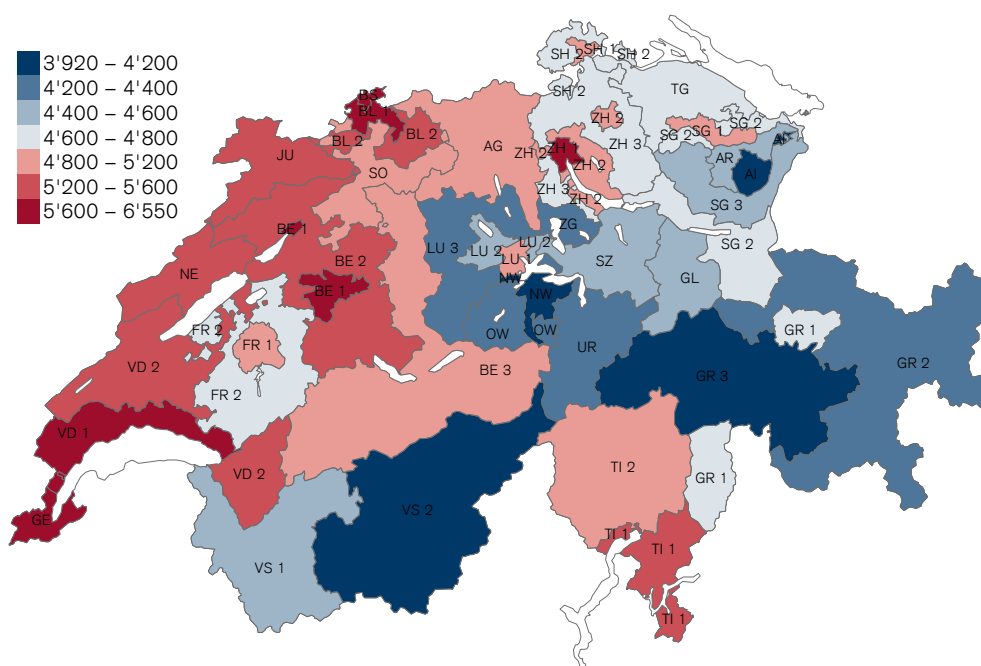 3'920 – 4'200
4'200 – 4'400
4'400 – 4'600
4'600 – 4'800
4'800 – 5'200
5'200 – 5'600
5'600 – 6'550
SH 2
SH 1
SH 2
SH 2
TG
BS
BL 1
BL 2
BL 2
JU
SO
AG
ZH 2
ZH 2
ZH 1
ZH 3
ZH 2
ZH 3
ZH 2
SG 2
SG 1
SG 2
AR
AI
AI
SG 3
SG 2
BE 1
BE 2
BE 1
NE
LU 3
LU 2
LU 2
LU 1
ZG
NW
NW
SZ
GL
OW
OW
UR
FR 2
FR 1
FR 2
BE 3
GR 1
GR 2
GR 3
VD 2
VD 1
VD 2
GE
VS 2
VS 1
TI 2
GR 1
TI 1
TI 1
TI 1